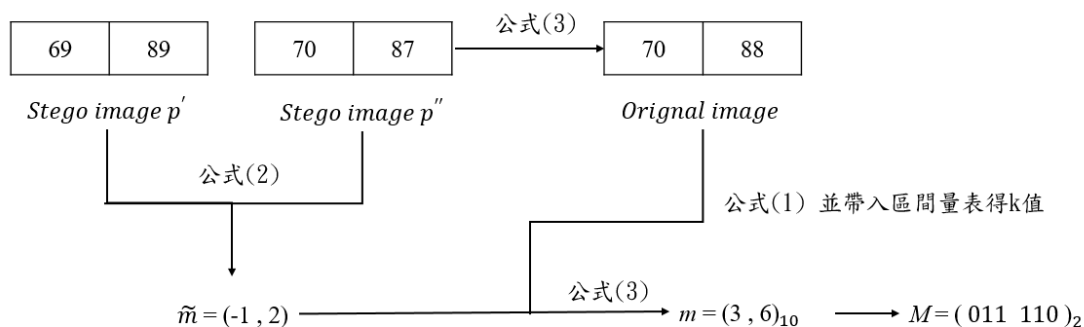 公式(3)
69 89 70 87 70 88
Stego image p′ Stego image p″ Orignal image
公式(2)
公式(1) 並帶入區間量表得k值
公式(3)
m̃ = (-1 , 2) m = (3 , 6)₁₀ M = ( 011 110 )₂